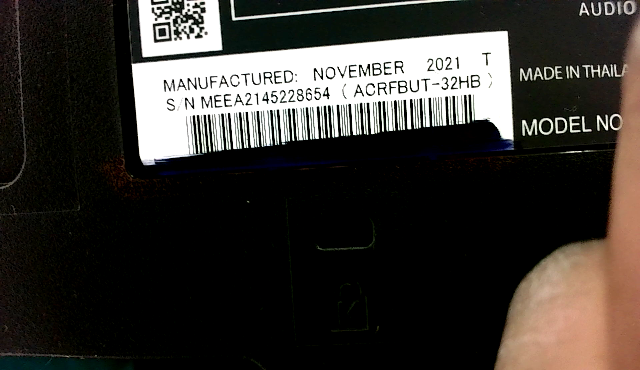 AUDIO
MANUFACTURED: NOVEMBER 2021 T
S/N MEEA2145228654 ( ACRFBUT-32HB )
MADE IN THAILA
MODEL NO